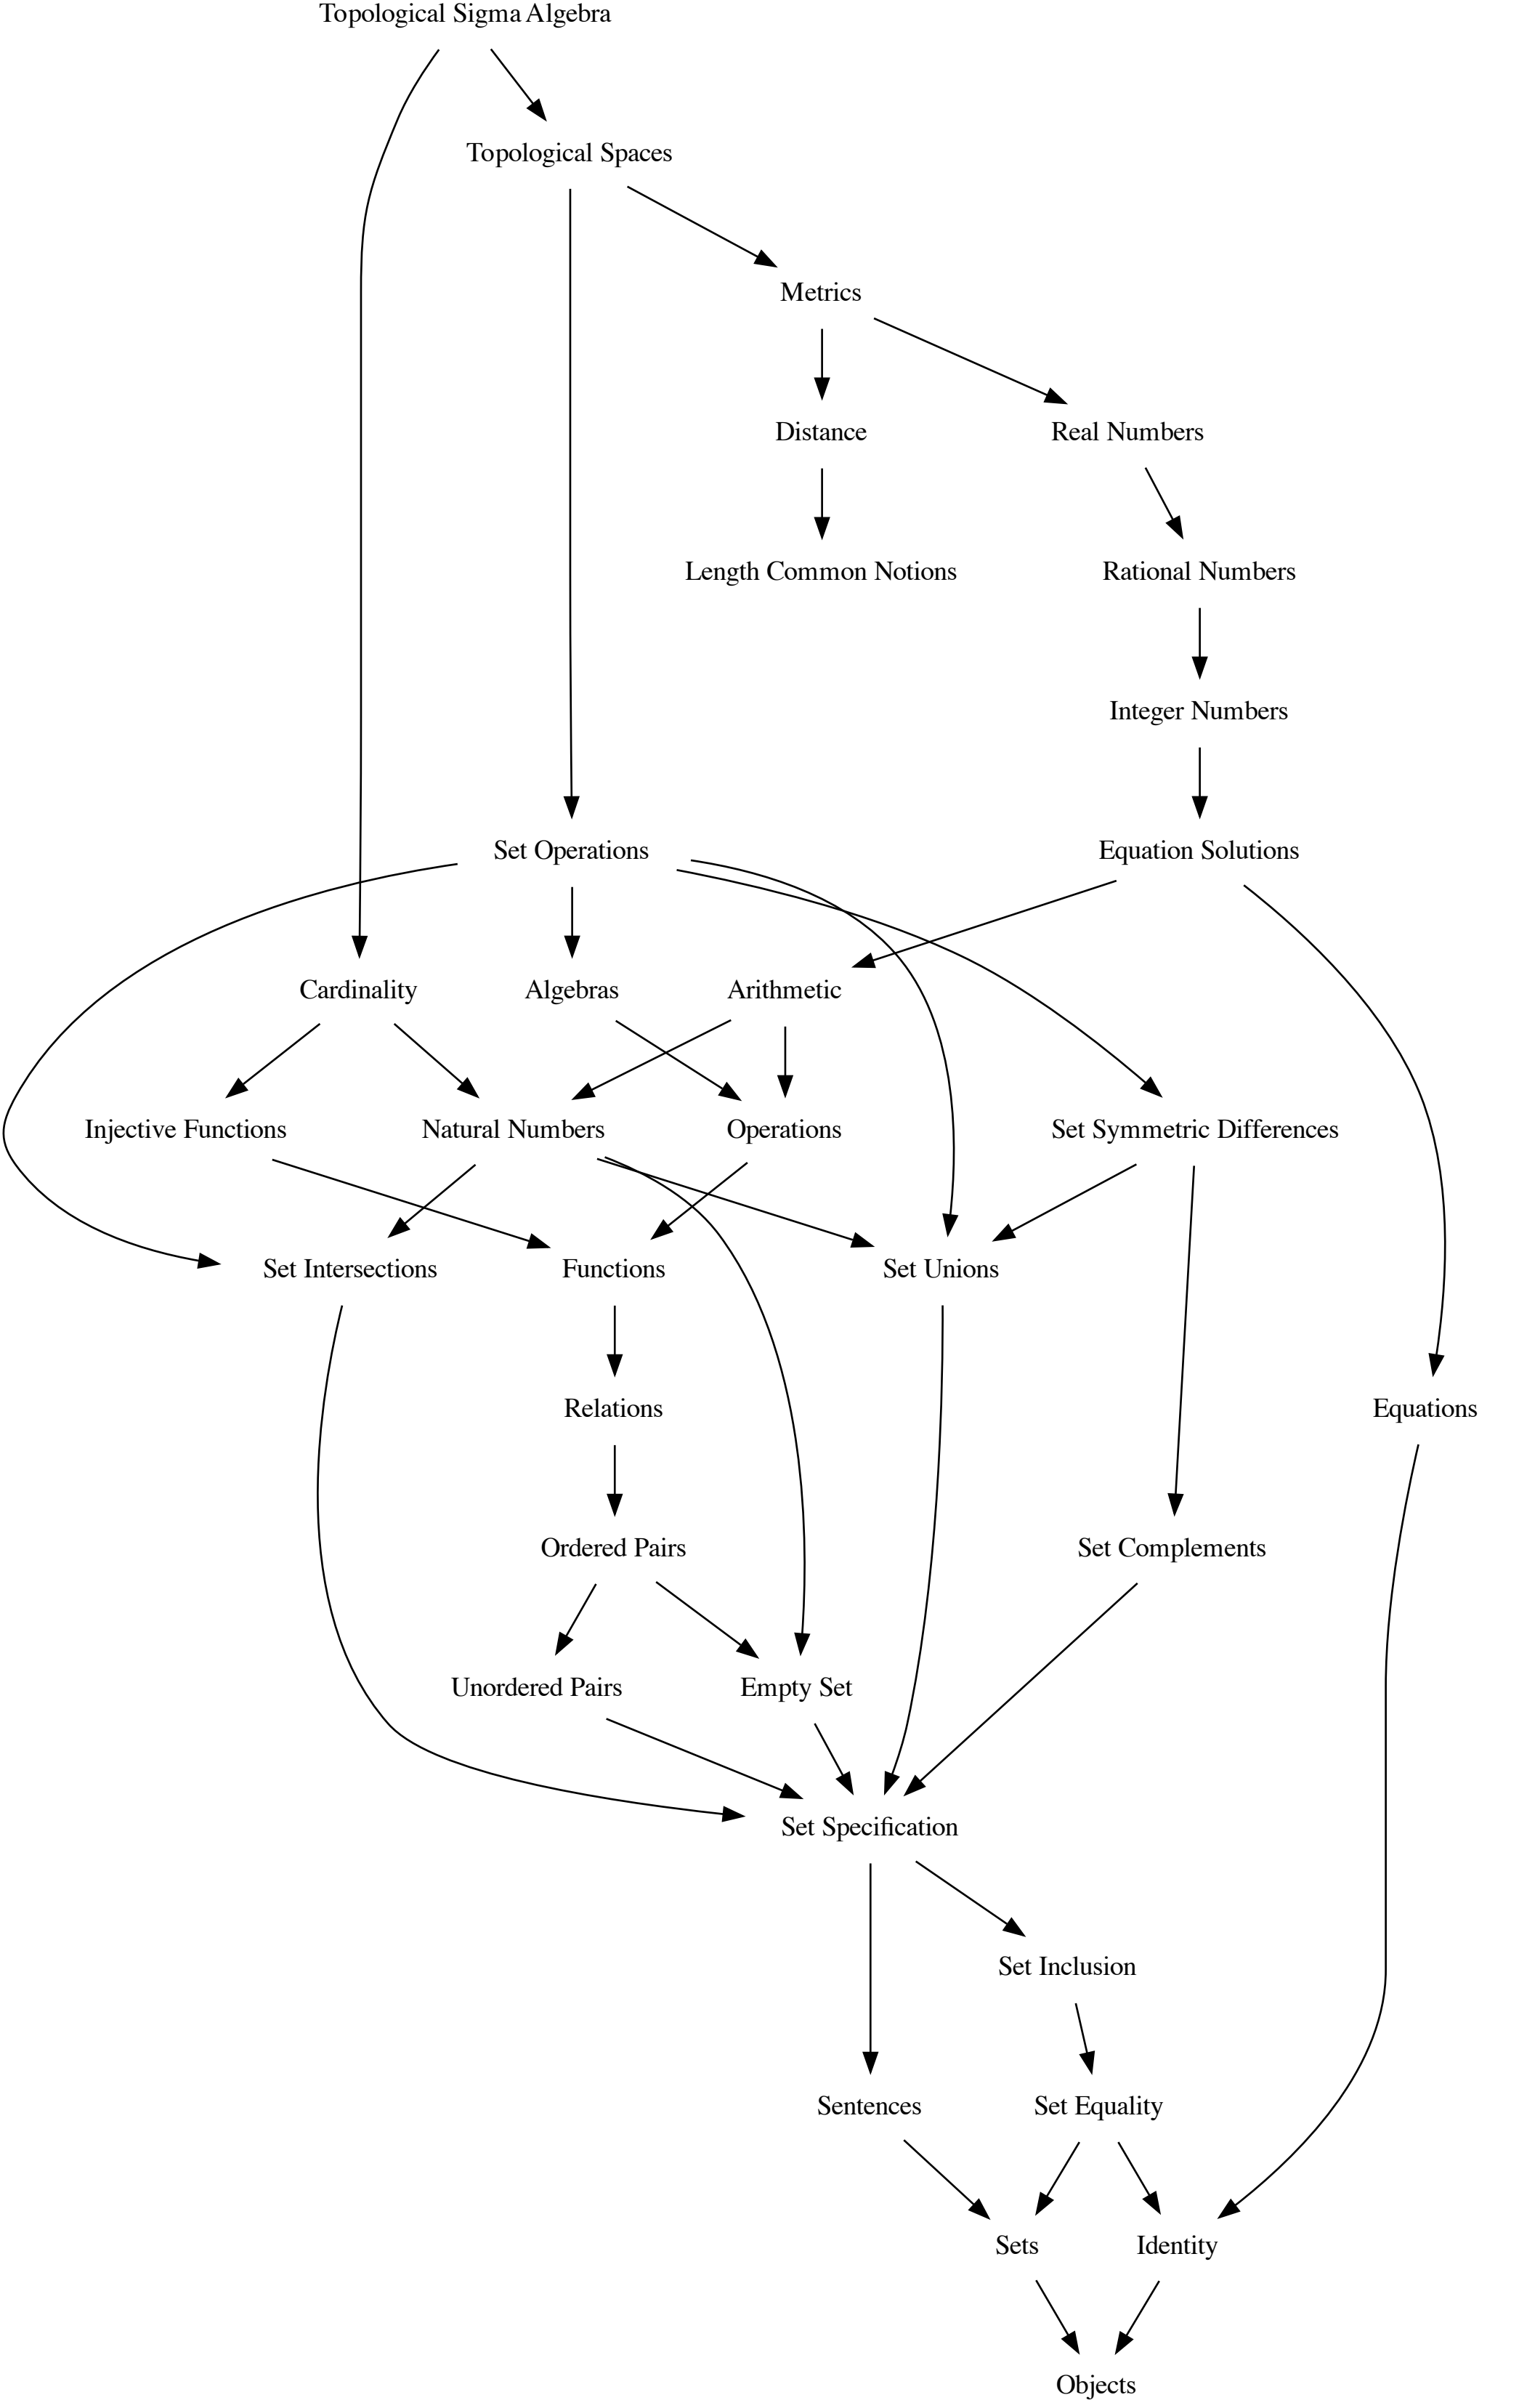 Topological Sigma Algebra
Topological Spaces
Metrics
Distance
Real Numbers
Length Common Notions
Rational Numbers
Integer Numbers
Set Operations
Equation Solutions
Cardinality
Algebras
Arithmetic
Injective Functions
Natural Numbers
Operations
Set Symmetric Differences
Set Intersections
Functions
Set Unions
Relations
Equations
Ordered Pairs
Set Complements
Unordered Pairs
Empty Set
Set Specification
Set Inclusion
Sentences
Set Equality
Sets
Identity
Objects